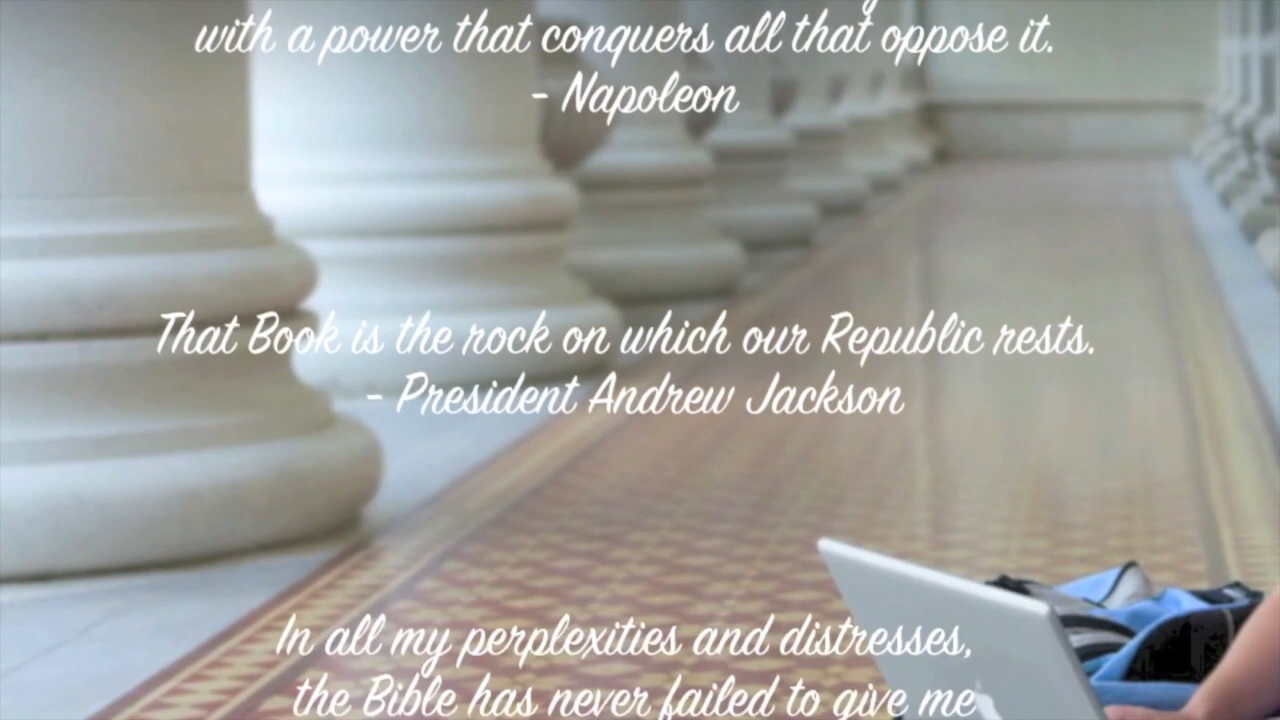 with a power that conquers all that oppose it.
- Napoleon
That Book is the rock on which our Republic rests.
- President Andrew Jackson
In all my perplexities and distresses,
the Bible has never failed to give me